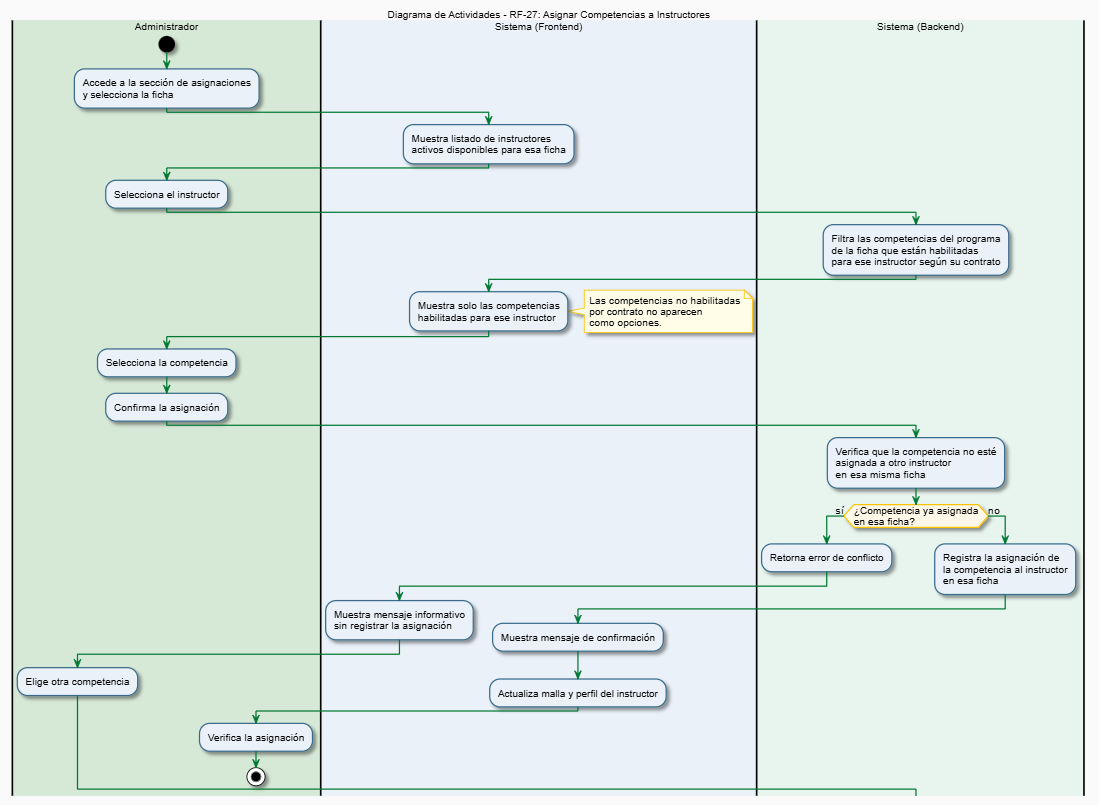 Diagrama de Actividades - RF-27: Asignar Competencias a Instructores
Administrador
Sistema (Frontend)
Sistema (Backend)
Accede a la sección de asignaciones
y selecciona la ficha
Muestra listado de instructores
activos disponibles para esa ficha
Selecciona el instructor
Filtra las competencias del programa
de la ficha que están habilitadas
para ese instructor según su contrato
Muestra solo las competencias
habilitadas para ese instructor
Las competencias no habilitadas
por contrato no aparecen
como opciones.
Selecciona la competencia
Confirma la asignación
Verifica que la competencia no esté
asignada a otro instructor
en esa misma ficha
sí
¿Competencia ya asignada
en esa ficha?
no
Retorna error de conflicto
Registra la asignación de
la competencia al instructor
en esa ficha
Muestra mensaje informativo
sin registrar la asignación
Muestra mensaje de confirmación
Elige otra competencia
Actualiza malla y perfil del instructor
Verifica la asignación